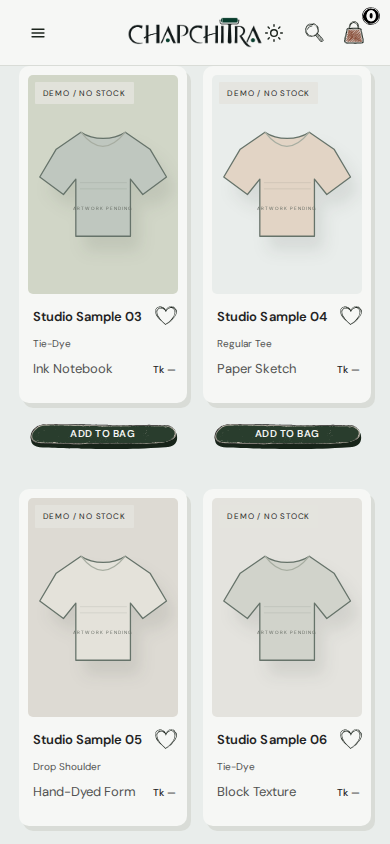 CHAPCHITRA
0
DEMO / NO STOCK
DEMO / NO STOCK
ARTWORK PENDING
ARTWORK PENDING
Studio Sample 03
Studio Sample 04
Tie-Dye
Regular Tee
Ink Notebook
Tk —
Paper Sketch
Tk —
ADD TO BAG
ADD TO BAG
DEMO / NO STOCK
DEMO / NO STOCK
ARTWORK PENDING
ARTWORK PENDING
Studio Sample 05
Studio Sample 06
Drop Shoulder
Tie-Dye
Hand-Dyed Form
Tk —
Block Texture
Tk —